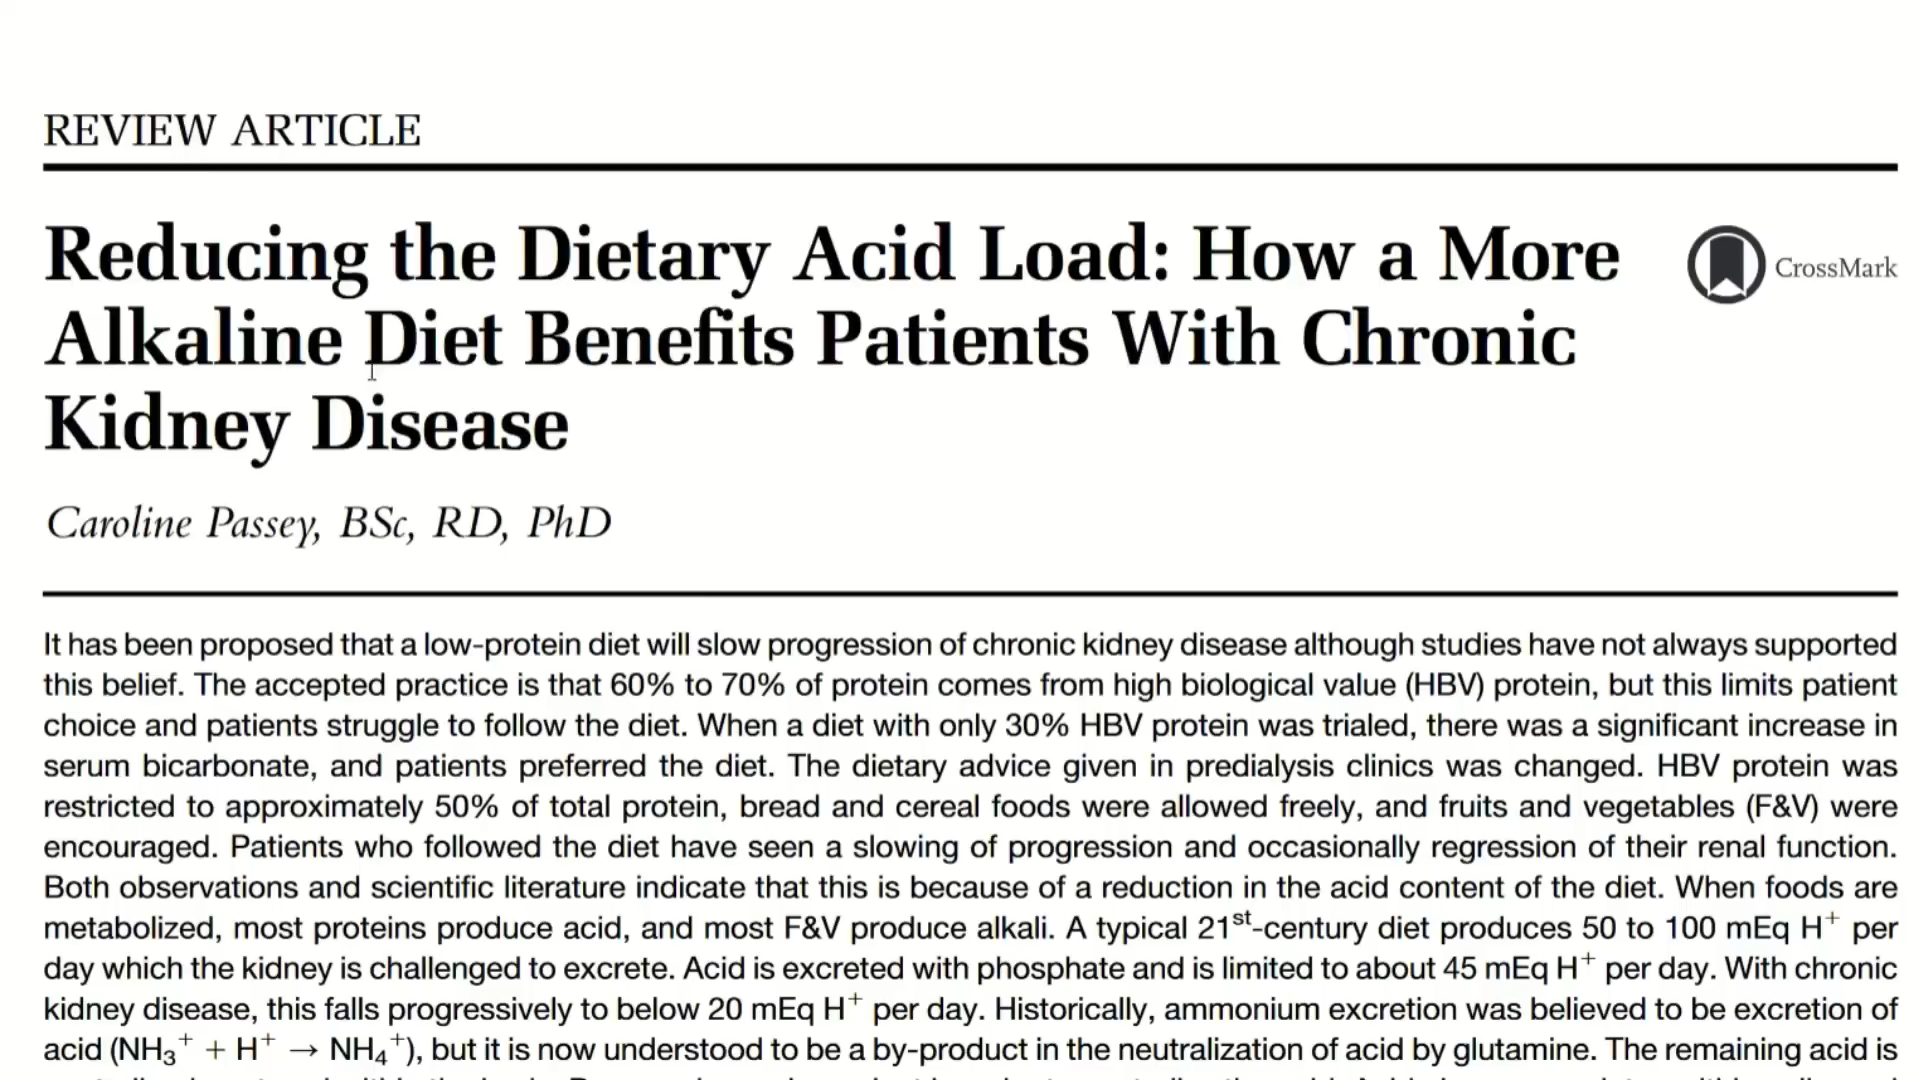 REVIEW ARTICLE
Reducing the Dietary Acid Load: How a More
Alkaline Diet Benefits Patients With Chronic
Kidney Disease
CrossMark
Caroline Passey, BSc, RD, PhD
It has been proposed that a low-protein diet will slow progression of chronic kidney disease although studies have not always supported
this belief. The accepted practice is that 60% to 70% of protein comes from high biological value (HBV) protein, but this limits patient
choice and patients struggle to follow the diet. When a diet with only 30% HBV protein was trialed, there was a significant increase in
serum bicarbonate, and patients preferred the diet. The dietary advice given in predialysis clinics was changed. HBV protein was
restricted to approximately 50% of total protein, bread and cereal foods were allowed freely, and fruits and vegetables (F&V) were
encouraged. Patients who followed the diet have seen a slowing of progression and occasionally regression of their renal function.
Both observations and scientific literature indicate that this is because of a reduction in the acid content of the diet. When foods are
metabolized, most proteins produce acid, and most F&V produce alkali. A typical 21st-century diet produces 50 to 100 mEq H⁺ per
day which the kidney is challenged to excrete. Acid is excreted with phosphate and is limited to about 45 mEq H⁺ per day. With chronic
kidney disease, this falls progressively to below 20 mEq H⁺ per day. Historically, ammonium excretion was believed to be excretion of
acid (NH₃⁺ + H⁺ → NH₄⁺), but it is now understood to be a by-product in the neutralization of acid by glutamine. The remaining acid is